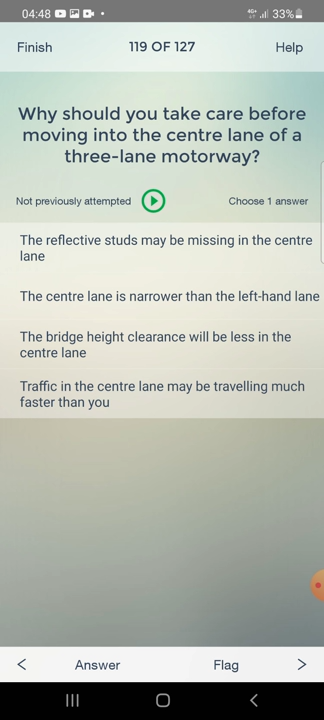 04:48 4G+ 33%
Finish 119 OF 127 Help
Why should you take care before
moving into the centre lane of a
three-lane motorway?
Not previously attempted Choose 1 answer
The reflective studs may be missing in the centre
lane
The centre lane is narrower than the left-hand lane
The bridge height clearance will be less in the
centre lane
Traffic in the centre lane may be travelling much
faster than you
< Answer Flag >